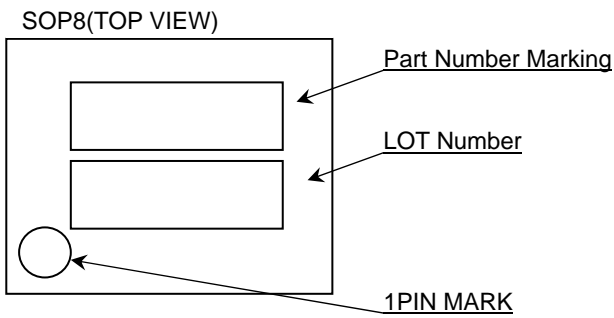 SOP8(TOP VIEW)
Part Number Marking
LOT Number
1PIN MARK